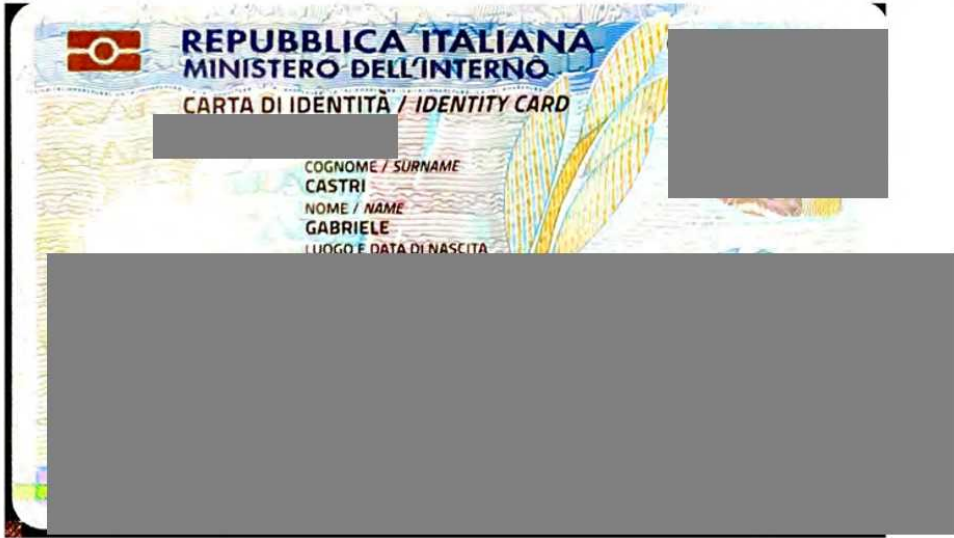 REPUBBLICA ITALIANA
MINISTERO DELL'INTERNO
CARTA DI IDENTITÀ / IDENTITY CARD
COGNOME / SURNAME
CASTRI
NOME / NAME
GABRIELE
LUOGO E DATA DI NASCITA